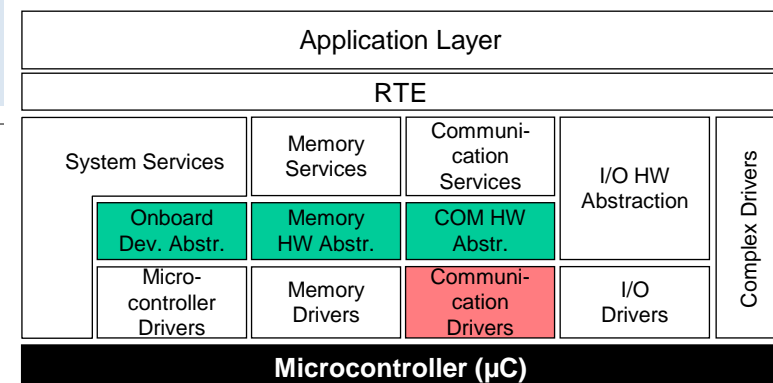 Application Layer
RTE
System Services
Memory
Services
Communi-
cation
Services
I/O HW
Abstraction
Complex Drivers
Onboard
Dev. Abstr.
Memory
HW Abstr.
COM HW
Abstr.
Micro-
controller
Drivers
Memory
Drivers
Communi-
cation
Drivers
I/O
Drivers
Microcontroller (µC)